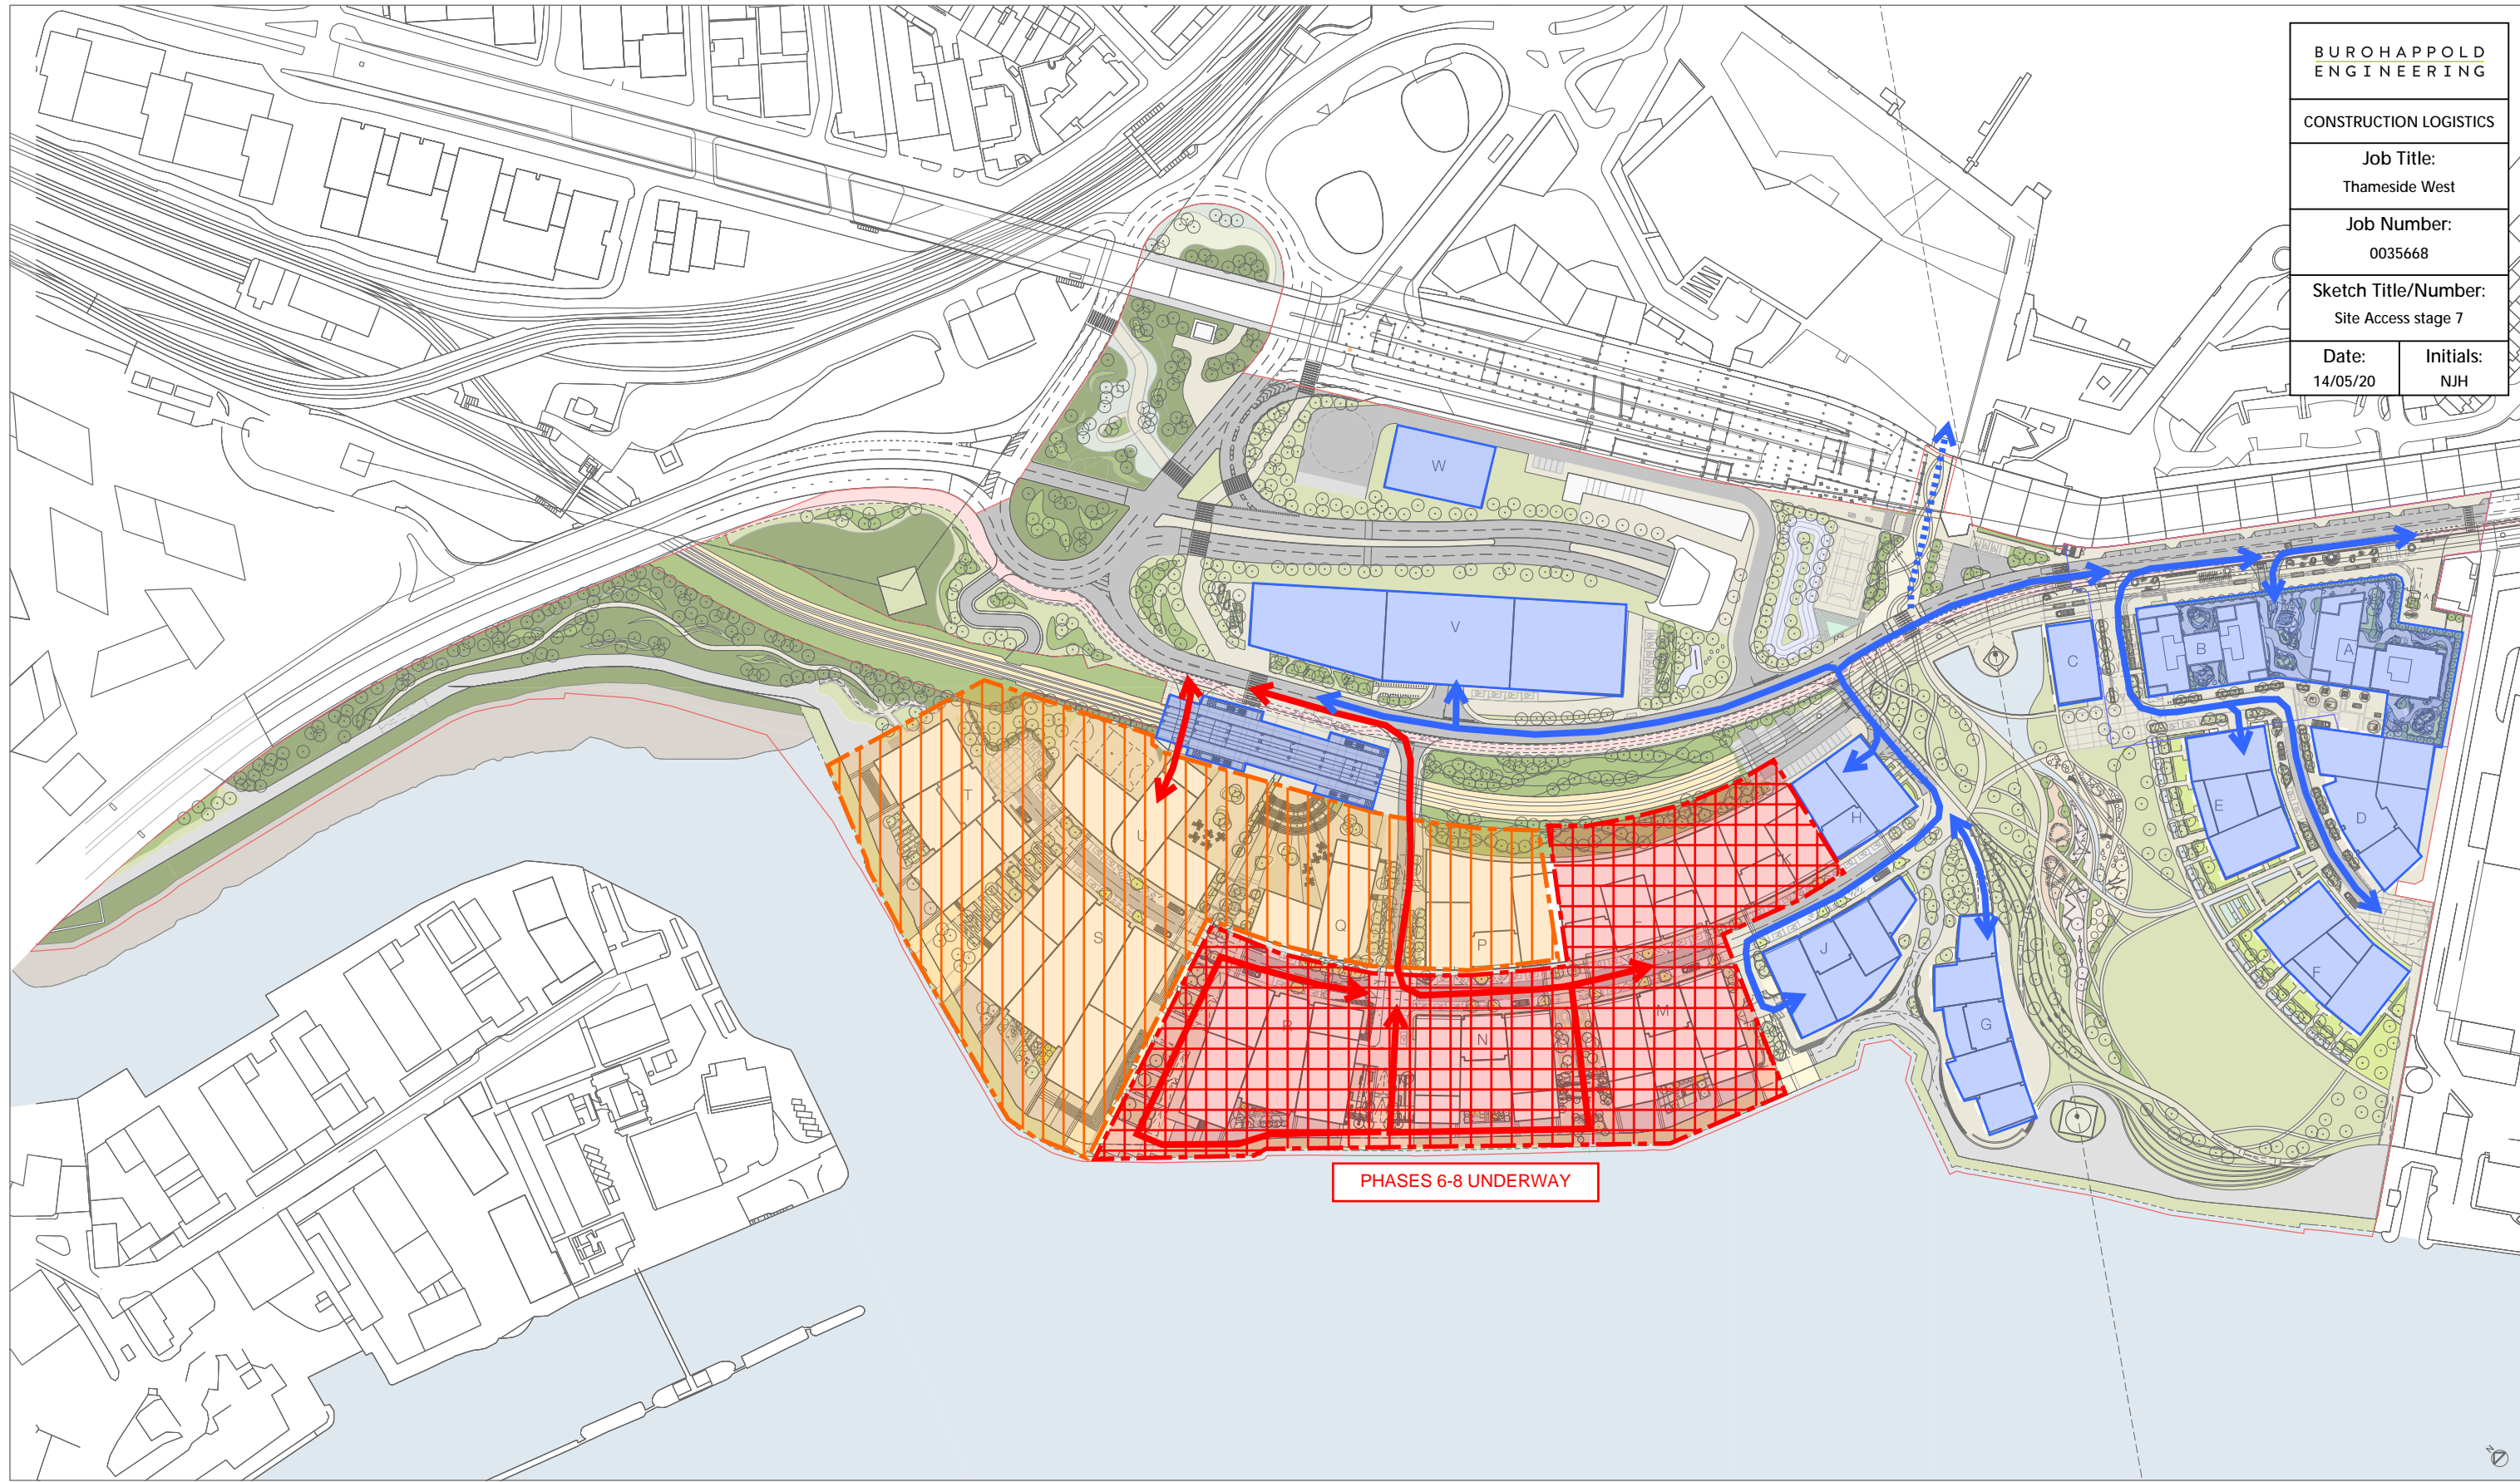 BUROHAPPOLD
ENGINEERING
CONSTRUCTION LOGISTICS
Job Title:
Thameside West
Job Number:
0035668
Sketch Title/Number:
Site Access stage 7
Date:
14/05/20
Initials:
NJH
W
V
C
B
A
E
D
F
H
K
J
G
T
U
S
Q
P
L
M
R
N
PHASES 6-8 UNDERWAY
N